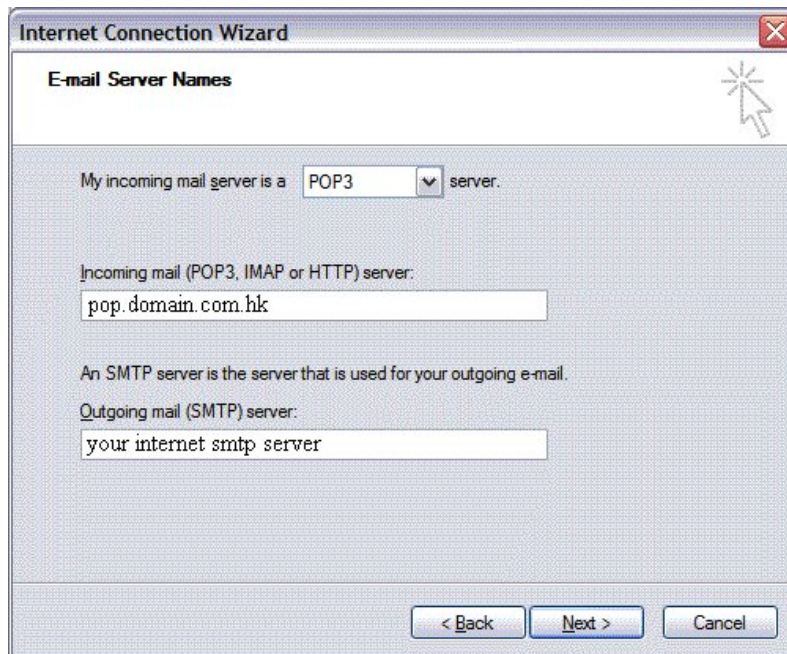 Internet Connection Wizard
E-mail Server Names
My incoming mail server is a POP3 server.
Incoming mail (POP3, IMAP or HTTP) server:
pop.domain.com.hk
An SMTP server is the server that is used for your outgoing e-mail.
Outgoing mail (SMTP) server:
your internet smtp server
< Back Next > Cancel